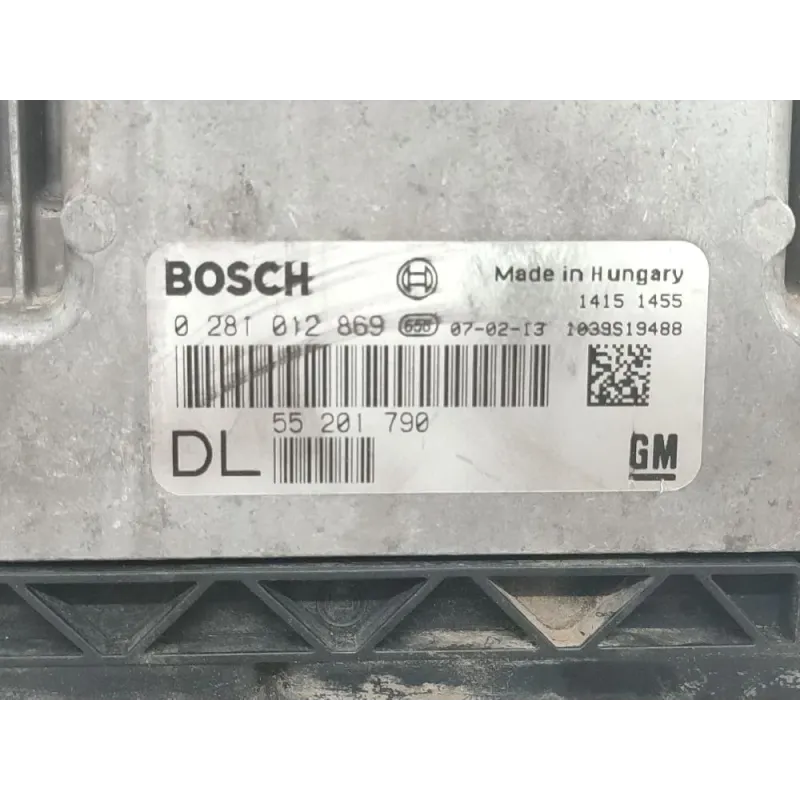 BOSCH Made in Hungary
1415 1455
0 281 012 869 656 07-02-13 1039S19488
55 201 790
DL GM